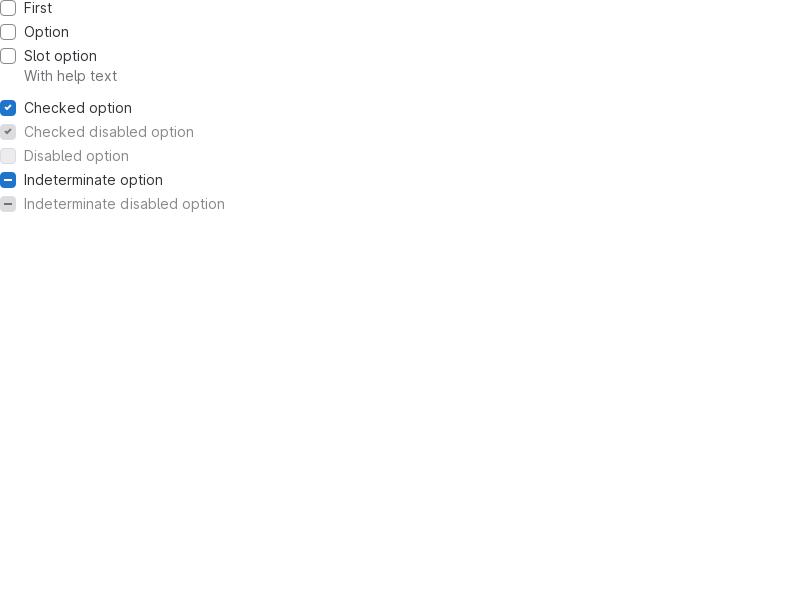 First
Option
Slot option
With help text
Checked option
Checked disabled option
Disabled option
Indeterminate option
Indeterminate disabled option